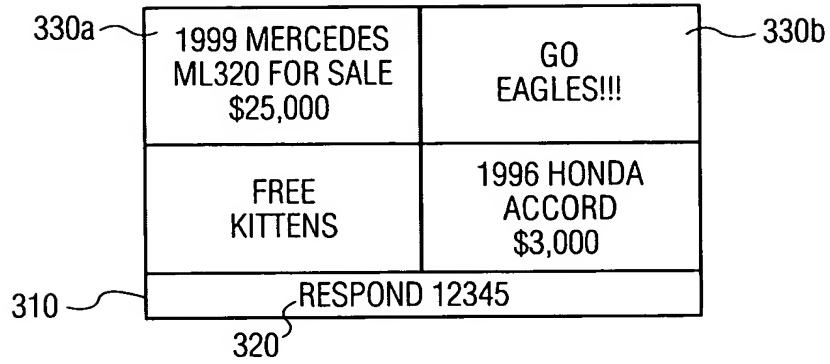 330a
1999 MERCEDES
ML320 FOR SALE
$25,000
GO
EAGLES!!!
330b
FREE
KITTENS
1996 HONDA
ACCORD
$3,000
310
RESPOND 12345
320